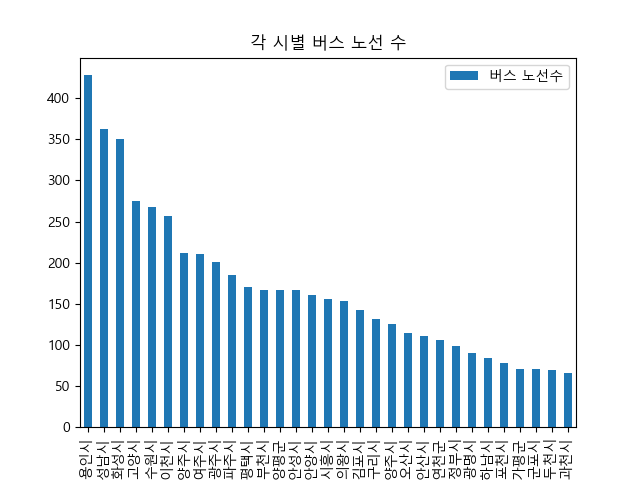 각 시별 버스 노선 수
버스 노선수
400
350
300
250
200
150
100
50
0
용인시
성남시
화성시
고양시
수원시
이천시
양주시
여주시
광주시
파주시
평택시
부천시
양평군
안성시
안양시
시흥시
의왕시
김포시
구리시
양주시
오산시
안산시
연천군
정부시
광명시
하남시
포천시
가평군
군포시
두천시
과천시